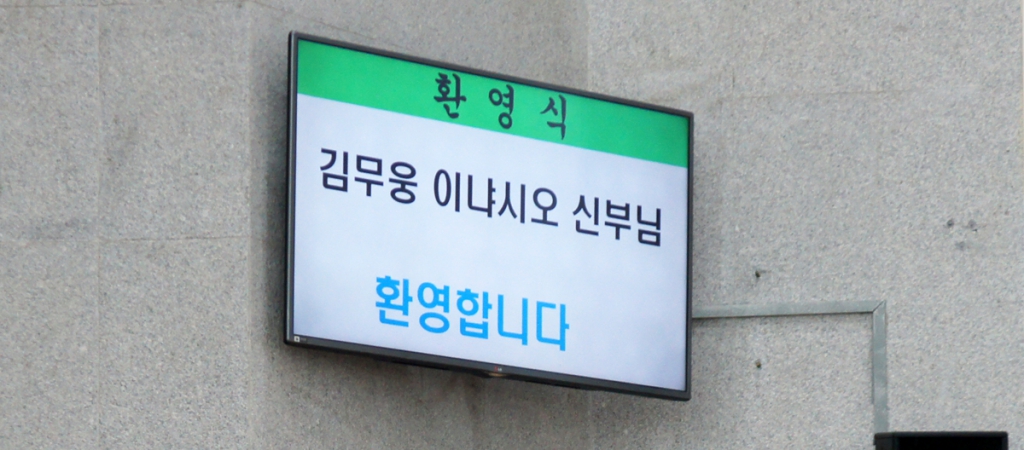 환영식
김무웅 이냐시오 신부님
환영합니다